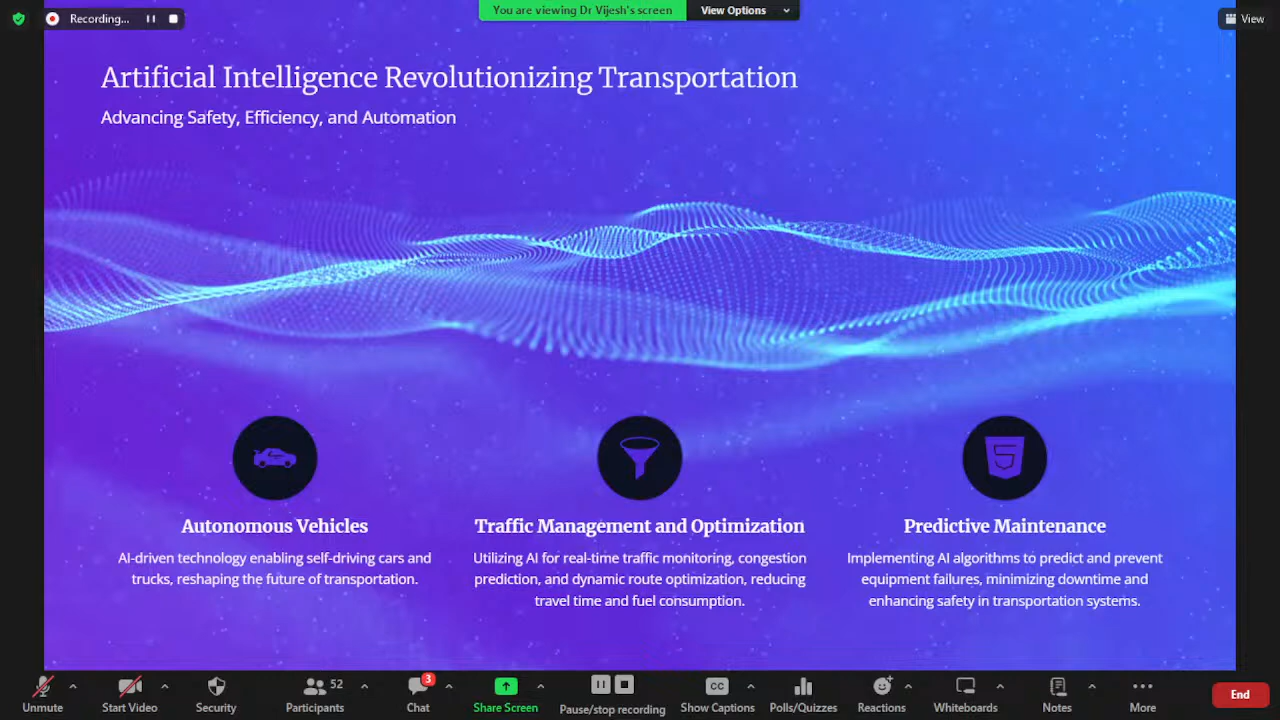 Recording...
You are viewing Dr Vijesh's screen
View Options
View
Artificial Intelligence Revolutionizing Transportation
Advancing Safety, Efficiency, and Automation
Autonomous Vehicles
AI-driven technology enabling self-driving cars and
trucks, reshaping the future of transportation.
Traffic Management and Optimization
Utilizing AI for real-time traffic monitoring, congestion
prediction, and dynamic route optimization, reducing
travel time and fuel consumption.
Predictive Maintenance
Implementing AI algorithms to predict and prevent
equipment failures, minimizing downtime and
enhancing safety in transportation systems.
Unmute
Start Video
Security
52
Participants
3
Chat
Share Screen
Pause/stop recording
CC
Show Captions
Polls/Quizzes
Reactions
Whiteboards
Notes
More
End